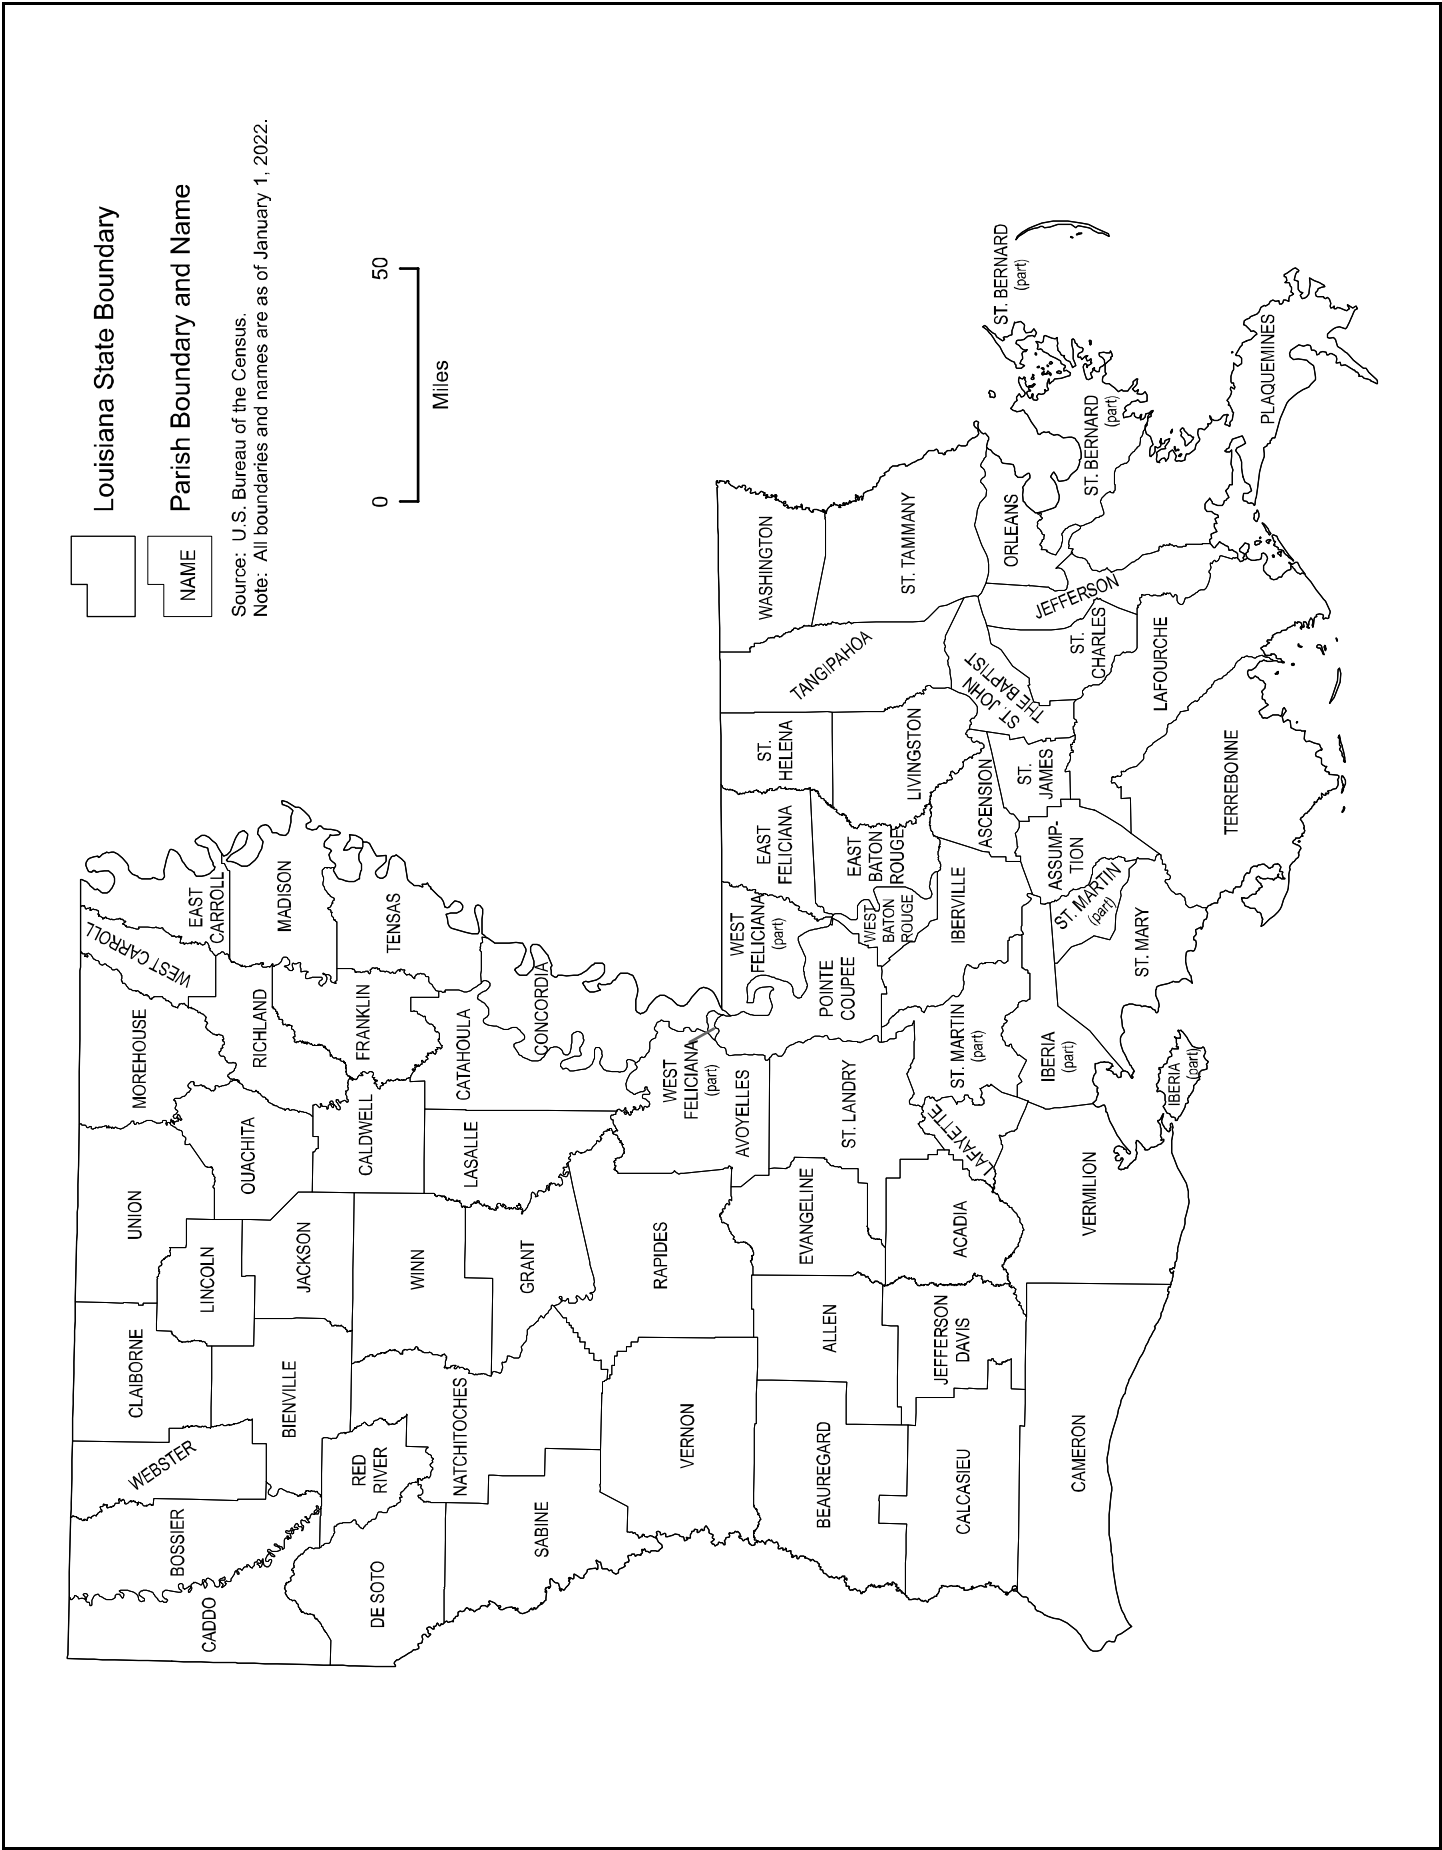 Louisiana State Boundary
NAME
Parish Boundary and Name
Source: U.S. Bureau of the Census.
Note: All boundaries and names are as of January 1, 2022.
0
50
Miles
CADDO
BOSSIER
WEBSTER
CLAIBORNE
UNION
MOREHOUSE
WEST CARROLL
EAST
CARROLL
LINCOLN
OUACHITA
RICHLAND
MADISON
BIENVILLE
JACKSON
DE SOTO
RED
RIVER
CALDWELL
FRANKLIN
TENSAS
NATCHITOCHES
WINN
LASALLE
CATAHOULA
CONCORDIA
SABINE
GRANT
VERNON
RAPIDES
WEST
FELICIANA
(part)
AVOYELLES
WEST
FELICIANA
(part)
EAST
FELICIANA
ST.
HELENA
TANGIPAHOA
WASHINGTON
BEAUREGARD
ALLEN
EVANGELINE
ST. LANDRY
POINTE
COUPEE
WEST
BATON
ROUGE
EAST
BATON
ROUGE
LIVINGSTON
ST. TAMMANY
CALCASIEU
JEFFERSON
DAVIS
ACADIA
LAFAYETTE
ST. MARTIN
(part)
IBERVILLE
ASCENSION
ST. JOHN
THE BAPTIST
ORLEANS
ST. BERNARD
(part)
CAMERON
VERMILION
IBERIA
(part)
ST. MARTIN
(part)
ASSUMP-
TION
ST.
JAMES
ST.
CHARLES
JEFFERSON
ST. BERNARD
(part)
IBERIA
(part)
ST. MARY
LAFOURCHE
TERREBONNE
PLAQUEMINES